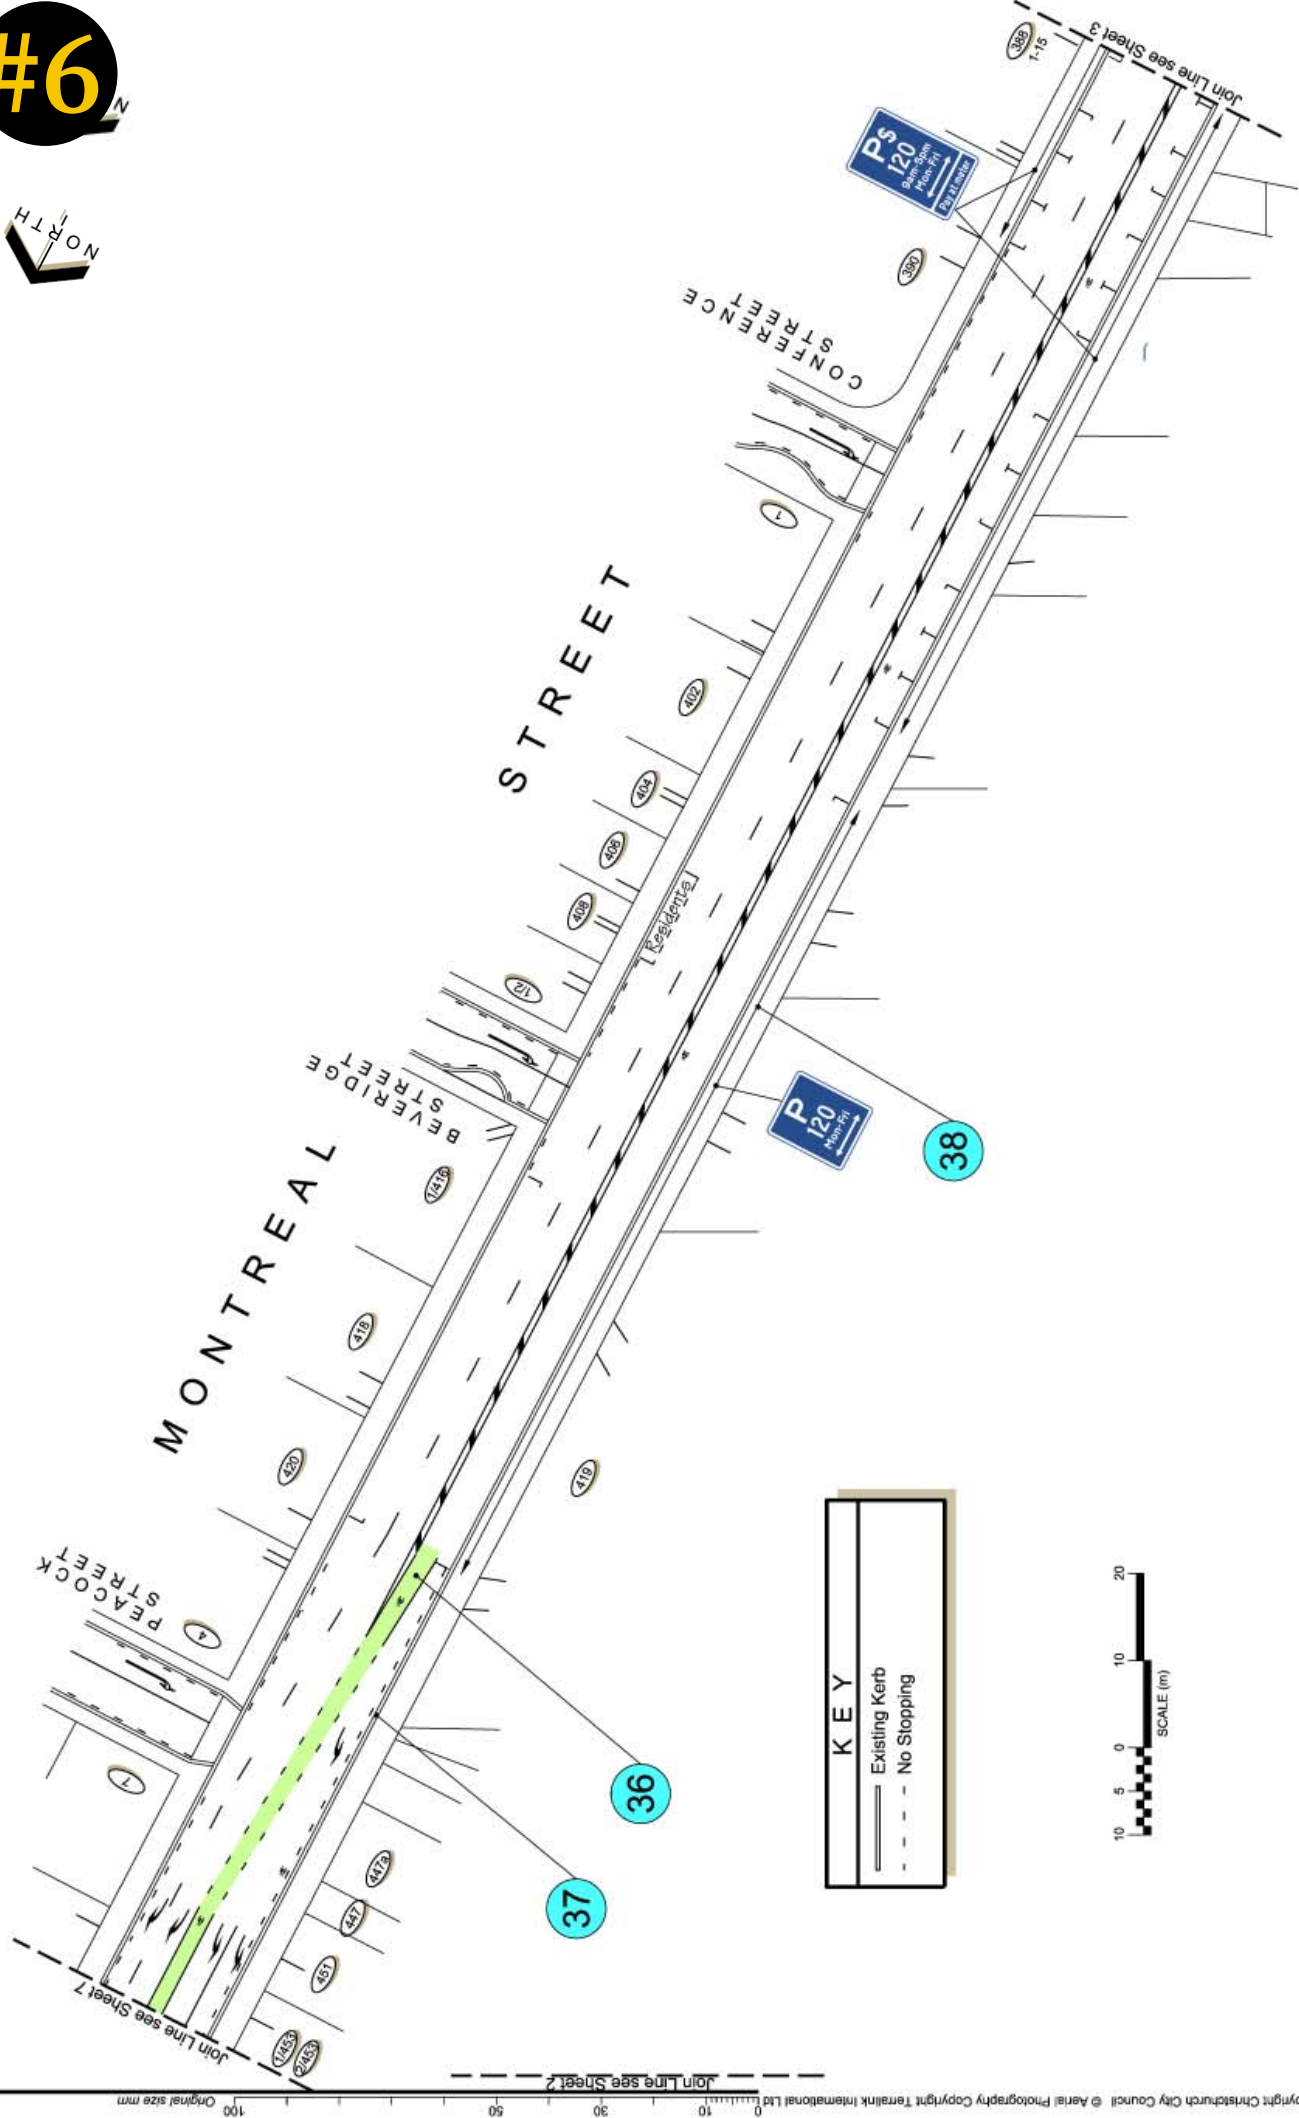 #6
N
NORTH
Join Line see Sheet 3
388
1-15
P$
120
9am-5pm
Mon-Fri
Pay at meter
390
CONFERENCE
STREET
1
MONTREAL STREET
402
404
406
408
Residents
1/2
BEVERIDGE
STREET
1/416
418
420
P
120
Mon-Fri
38
419
PEACOCK
STREET
4
7
36
37
447a
447
451
1/453
2/453
Join Line see Sheet 7
KEY
Existing Kerb
No Stopping
10 5 0 10 20
SCALE (m)
Join Line see Sheet 2
Original size mm
100 50 30 10 0
pyright Christchurch City Council © Aerial Photography Copyright Terralink International Ltd